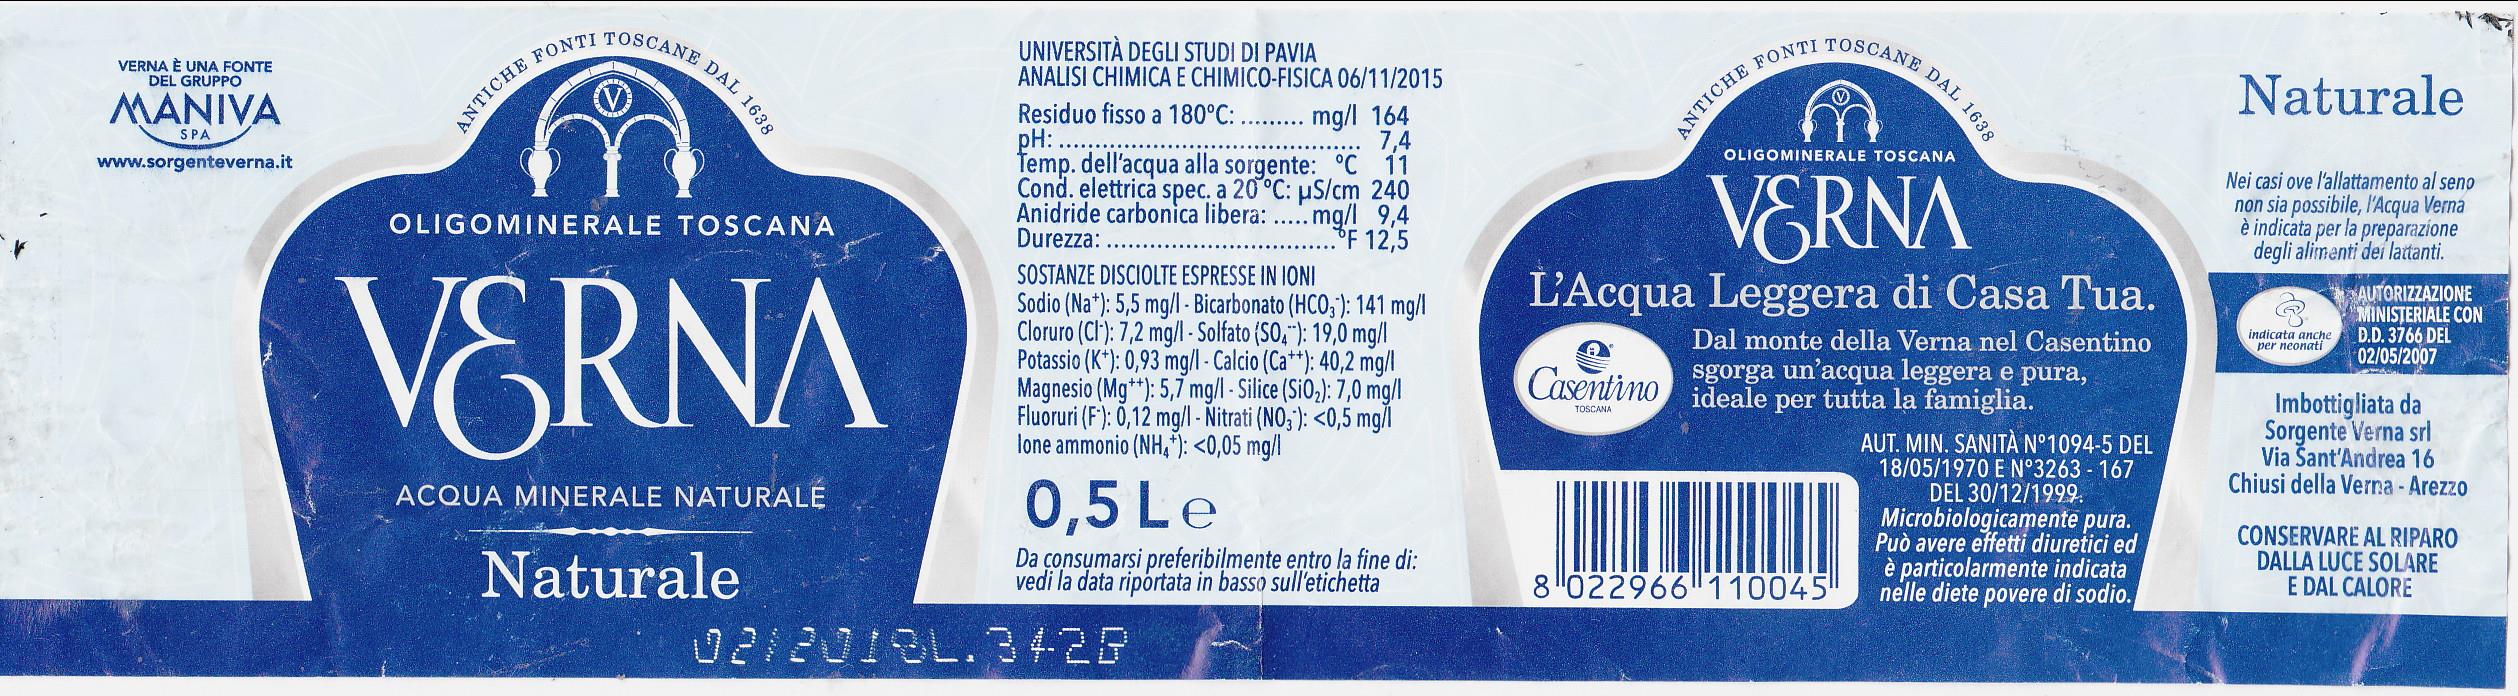 VERNA È UNA FONTE
DEL GRUPPO
MANIVA
SPA
www.sorgenteverna.it
ANTICHE FONTI TOSCANE DAL 1638
V
OLIGOMINERALE TOSCANA
VERNA
ACQUA MINERALE NATURALE
Naturale
02/2018L.342B
UNIVERSITÀ DEGLI STUDI DI PAVIA
ANALISI CHIMICA E CHIMICO-FISICA 06/11/2015
Residuo fisso a 180°C: ......... mg/l 164
pH: ........................................... 7,4
Temp. dell'acqua alla sorgente: °C 11
Cond. elettrica spec. a 20 °C: µS/cm 240
Anidride carbonica libera: ..... mg/l 9,4
Durezza: ................................ °F 12,5
SOSTANZE DISCIOLTE ESPRESSE IN IONI
Sodio (Na⁺): 5,5 mg/l - Bicarbonato (HCO₃⁻): 141 mg/l
Cloruro (Cl⁻): 7,2 mg/l - Solfato (SO₄⁻⁻): 19,0 mg/l
Potassio (K⁺): 0,93 mg/l - Calcio (Ca⁺⁺): 40,2 mg/l
Magnesio (Mg⁺⁺): 5,7 mg/l - Silice (SiO₂): 7,0 mg/l
Fluoruri (F⁻): 0,12 mg/l - Nitrati (NO₃⁻): <0,5 mg/l
Ione ammonio (NH₄⁺): <0,05 mg/l
0,5 L e
Da consumarsi preferibilmente entro la fine di:
vedi la data riportata in basso sull'etichetta
ANTICHE FONTI TOSCANE DAL 1638
V
OLIGOMINERALE TOSCANA
VERNA
L'Acqua Leggera di Casa Tua.
Casentino
TOSCANA
Dal monte della Verna nel Casentino
sgorga un'acqua leggera e pura,
ideale per tutta la famiglia.
AUT. MIN. SANITÀ N°1094-5 DEL
18/05/1970 E N°3263 - 167
DEL 30/12/1999.
Microbiologicamente pura.
Può avere effetti diuretici ed
è particolarmente indicata
nelle diete povere di sodio.
8 022966 110045
Naturale
Nei casi ove l'allattamento al seno
non sia possibile, l'Acqua Verna
è indicata per la preparazione
degli alimenti dei lattanti.
indicata anche
per neonati
AUTORIZZAZIONE
MINISTERIALE CON
D.D. 3766 DEL
02/05/2007
Imbottigliata da
Sorgente Verna srl
Via Sant'Andrea 16
Chiusi della Verna - Arezzo
CONSERVARE AL RIPARO
DALLA LUCE SOLARE
E DAL CALORE